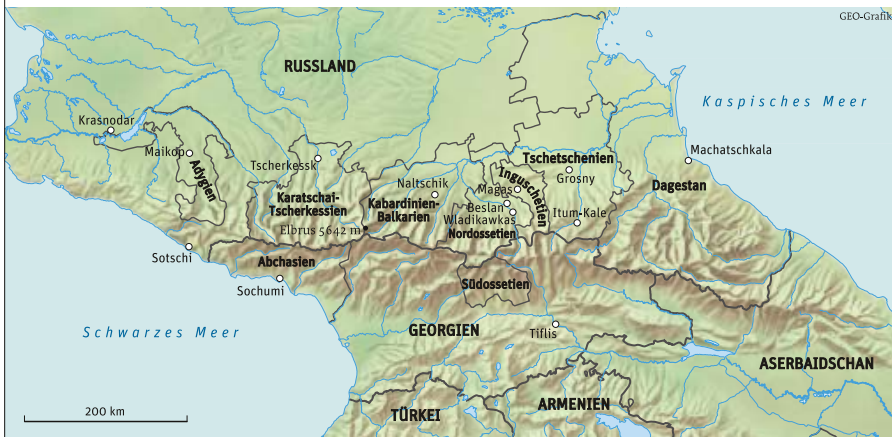 GEO-Grafik
RUSSLAND
Kaspisches Meer
Krasnodar
Maikop
Adygien
Tscherkessk
Machatschkala
Tschetschenien
Grosny
Dagestan
Inguschetien
Magas
Naltschik
Karatschai-
Tscherkessien
Kabardinien-
Balkarien
Beslan
Wladikawkas
Itum-Kale
Elbrus 5642 m
Nordossetien
Sotschi
Abchasien
Sochumi
Südossetien
Schwarzes Meer
GEORGIEN
Tiflis
ASERBAIDSCHAN
200 km
TÜRKEI
ARMENIEN